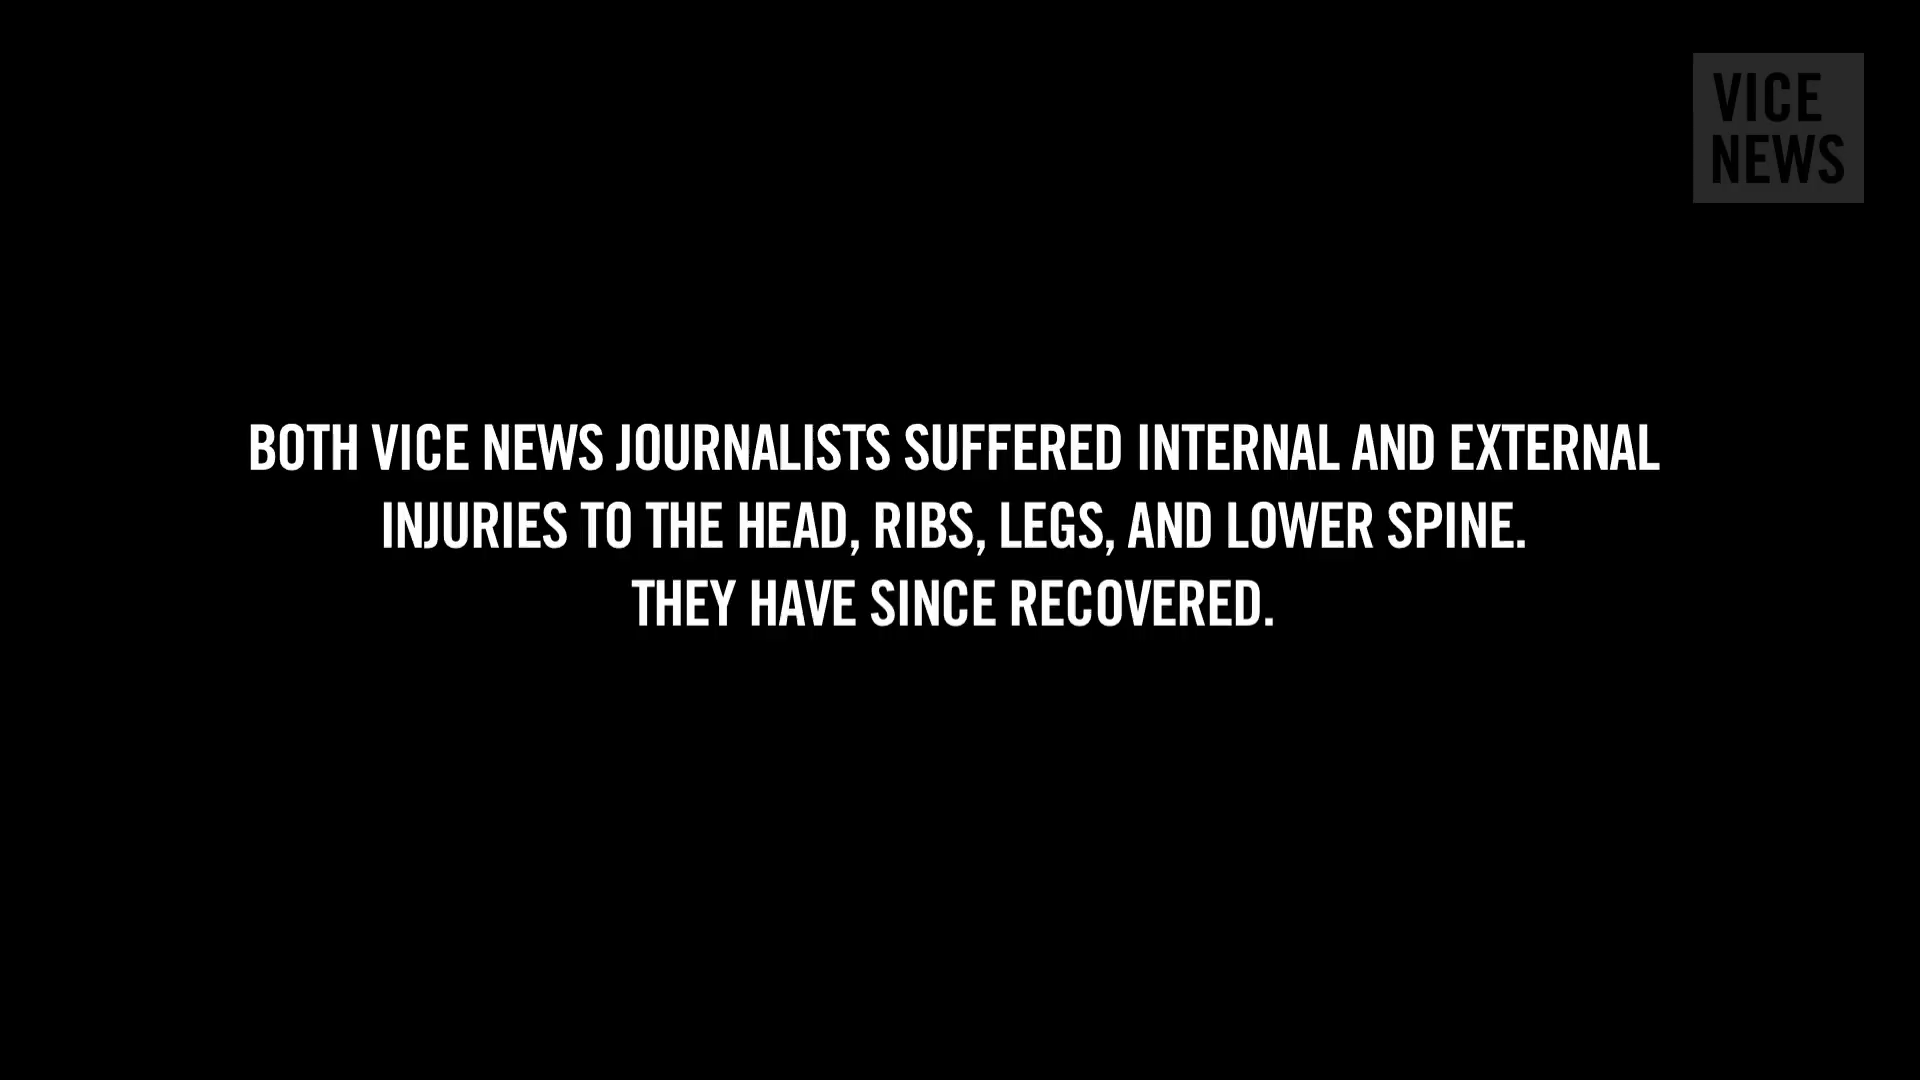 VICE
NEWS
BOTH VICE NEWS JOURNALISTS SUFFERED INTERNAL AND EXTERNAL
INJURIES TO THE HEAD, RIBS, LEGS, AND LOWER SPINE.
THEY HAVE SINCE RECOVERED.